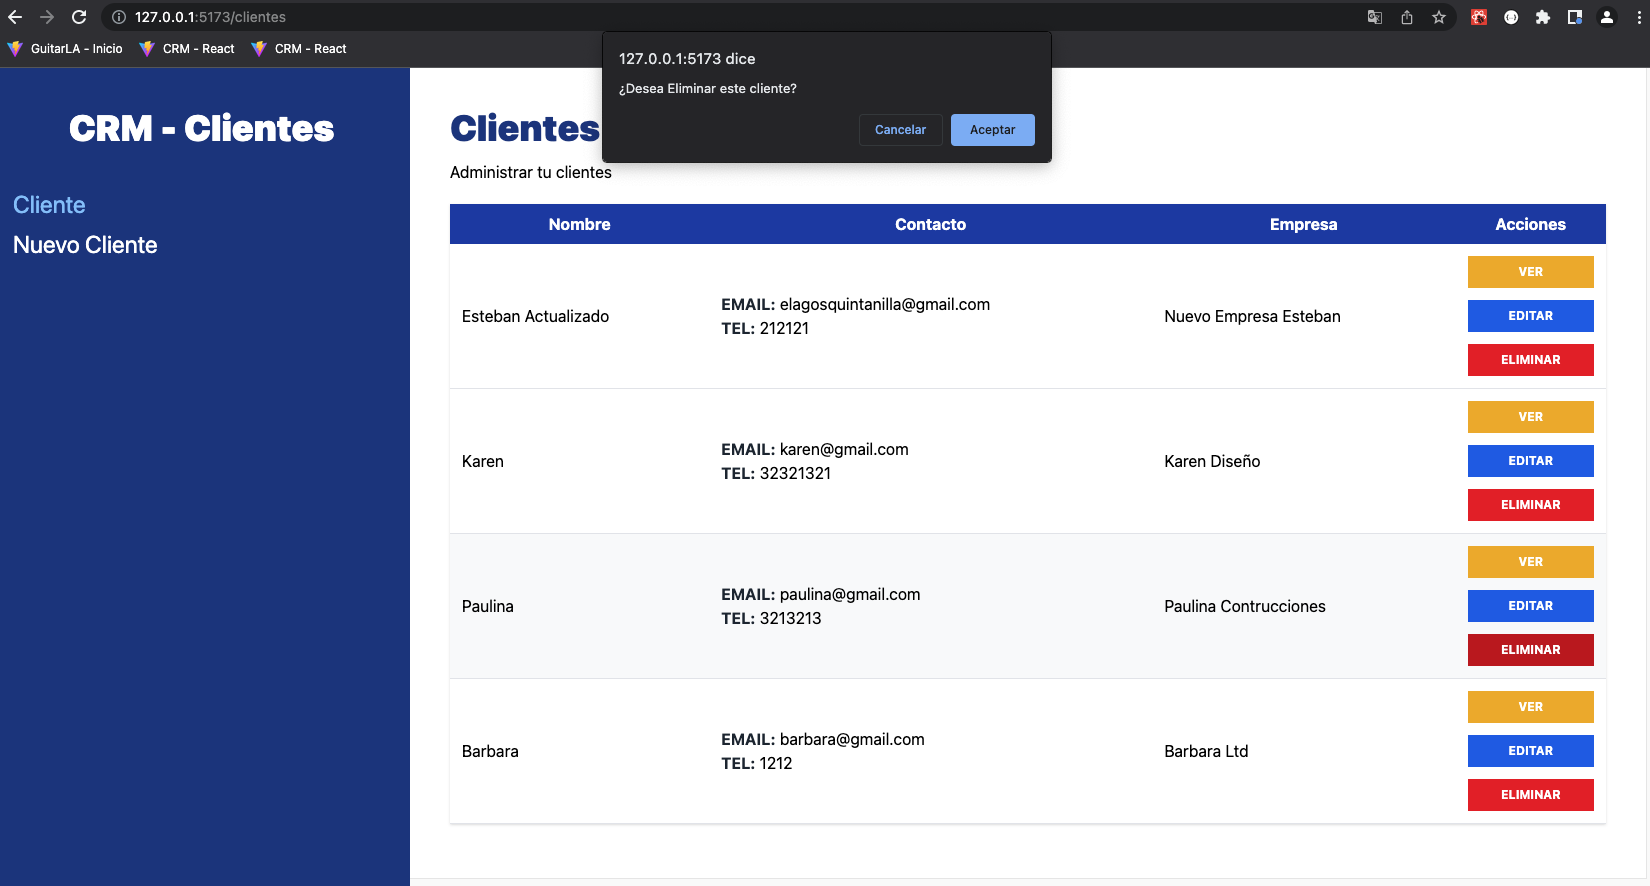 127.0.0.1:5173/clientes
GuitarLA - Inicio
CRM - React
CRM - React
127.0.0.1:5173 dice
¿Desea Eliminar este cliente?
Cancelar
Aceptar
CRM - Clientes
Cliente
Nuevo Cliente
Clientes
Administrar tu clientes
Nombre Contacto Empresa Acciones
Esteban Actualizado
EMAIL: elagosquintanilla@gmail.com
TEL: 212121
Nuevo Empresa Esteban
VER
EDITAR
ELIMINAR
Karen
EMAIL: karen@gmail.com
TEL: 32321321
Karen Diseño
VER
EDITAR
ELIMINAR
Paulina
EMAIL: paulina@gmail.com
TEL: 3213213
Paulina Contrucciones
VER
EDITAR
ELIMINAR
Barbara
EMAIL: barbara@gmail.com
TEL: 1212
Barbara Ltd
VER
EDITAR
ELIMINAR